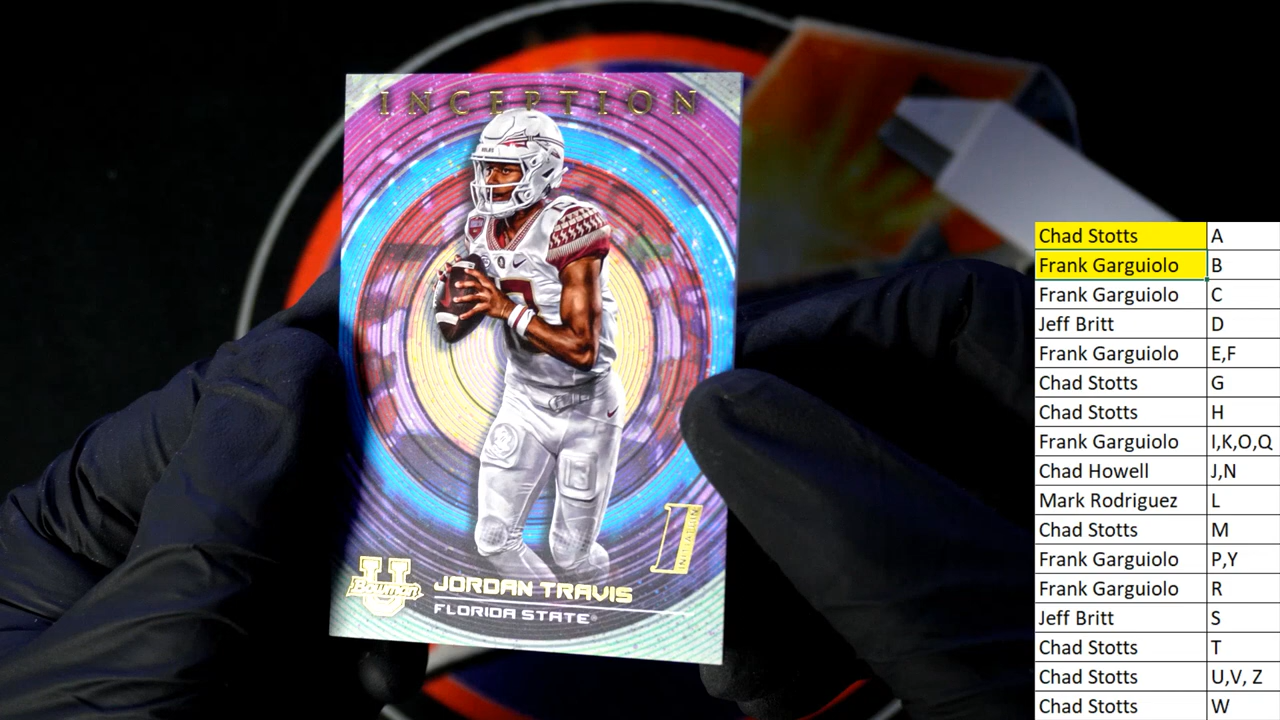 INCEPTION
Bowman U
JORDAN TRAVIS
FLORIDA STATE
Chad Stotts A
Frank Garguiolo B
Frank Garguiolo C
Jeff Britt D
Frank Garguiolo E,F
Chad Stotts G
Chad Stotts H
Frank Garguiolo I,K,O,Q
Chad Howell J,N
Mark Rodriguez L
Chad Stotts M
Frank Garguiolo P,Y
Frank Garguiolo R
Jeff Britt S
Chad Stotts T
Chad Stotts U,V, Z
Chad Stotts W